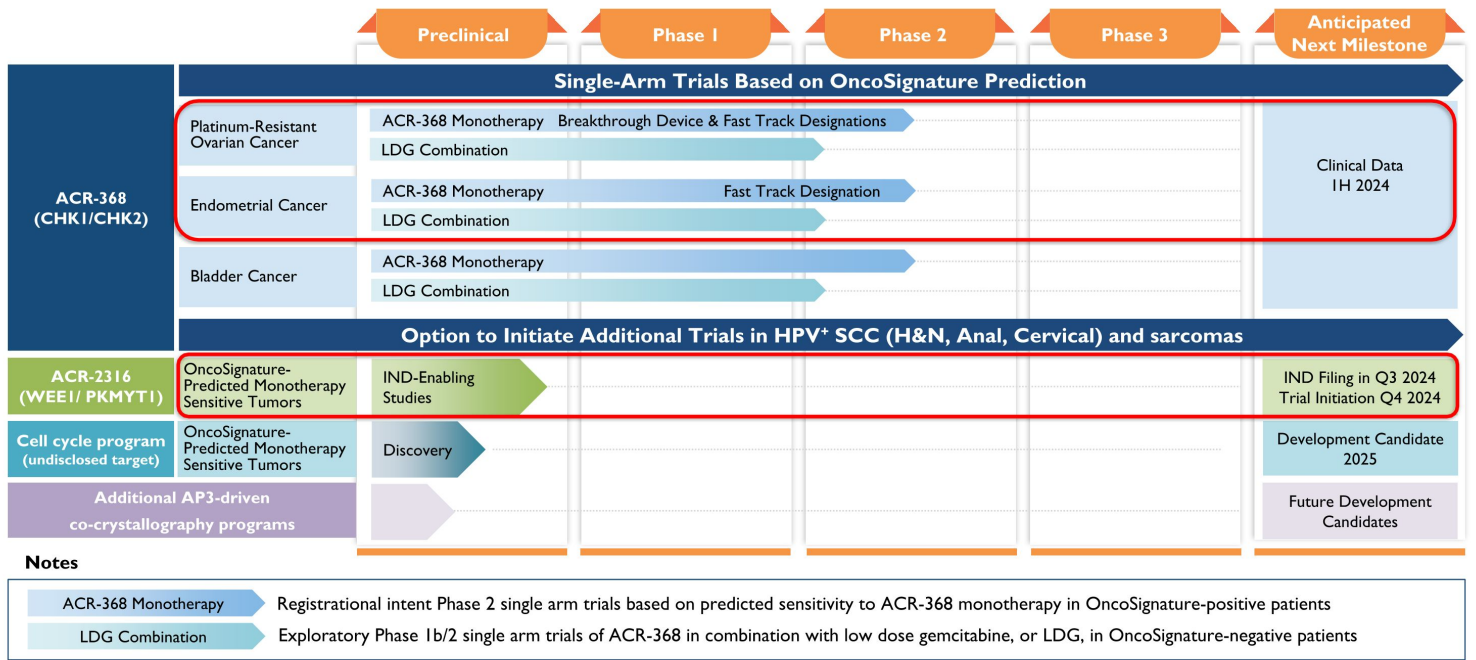 Preclinical
Phase 1
Phase 2
Phase 3
Anticipated
Next Milestone
Single-Arm Trials Based on OncoSignature Prediction
ACR-368
(CHK1/CHK2)
Platinum-Resistant
Ovarian Cancer
ACR-368 Monotherapy Breakthrough Device & Fast Track Designations
LDG Combination
Endometrial Cancer
ACR-368 Monotherapy Fast Track Designation
LDG Combination
Clinical Data
1H 2024
Bladder Cancer
ACR-368 Monotherapy
LDG Combination
Option to Initiate Additional Trials in HPV⁺ SCC (H&N, Anal, Cervical) and sarcomas
ACR-2316
(WEE1/ PKMYT1)
OncoSignature-
Predicted Monotherapy
Sensitive Tumors
IND-Enabling
Studies
IND Filing in Q3 2024
Trial Initiation Q4 2024
Cell cycle program
(undisclosed target)
OncoSignature-
Predicted Monotherapy
Sensitive Tumors
Discovery
Development Candidate
2025
Additional AP3-driven
co-crystallography programs
Future Development
Candidates
Notes
ACR-368 Monotherapy Registrational intent Phase 2 single arm trials based on predicted sensitivity to ACR-368 monotherapy in OncoSignature-positive patients
LDG Combination Exploratory Phase 1b/2 single arm trials of ACR-368 in combination with low dose gemcitabine, or LDG, in OncoSignature-negative patients